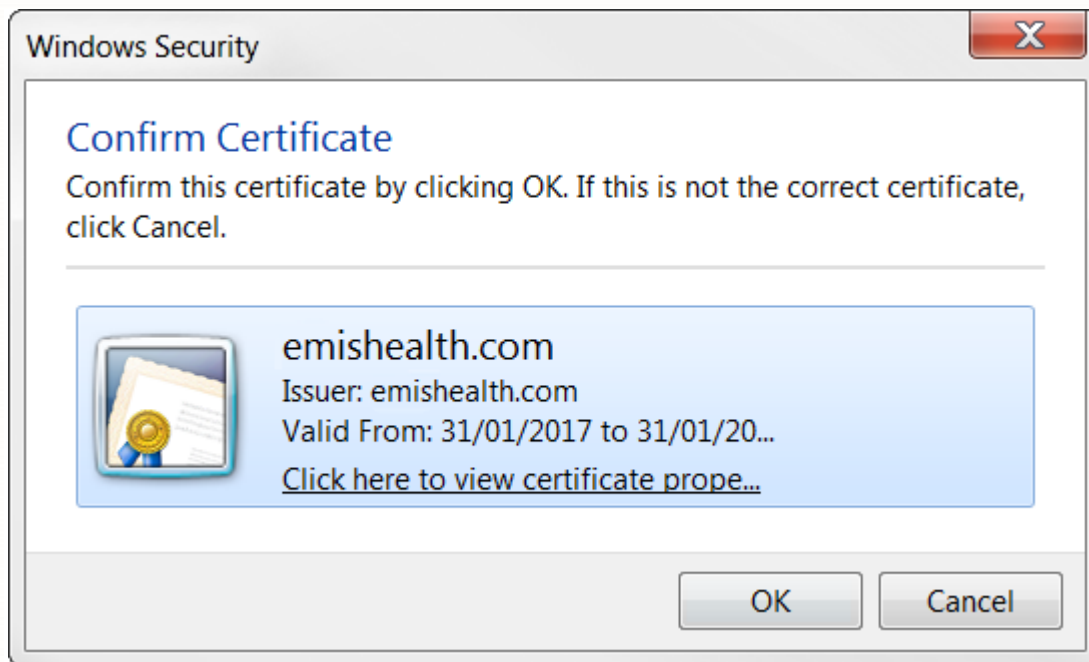 Windows Security
Confirm Certificate
Confirm this certificate by clicking OK. If this is not the correct certificate,
click Cancel.
emishealth.com
Issuer: emishealth.com
Valid From: 31/01/2017 to 31/01/20...
Click here to view certificate prope...
OK
Cancel